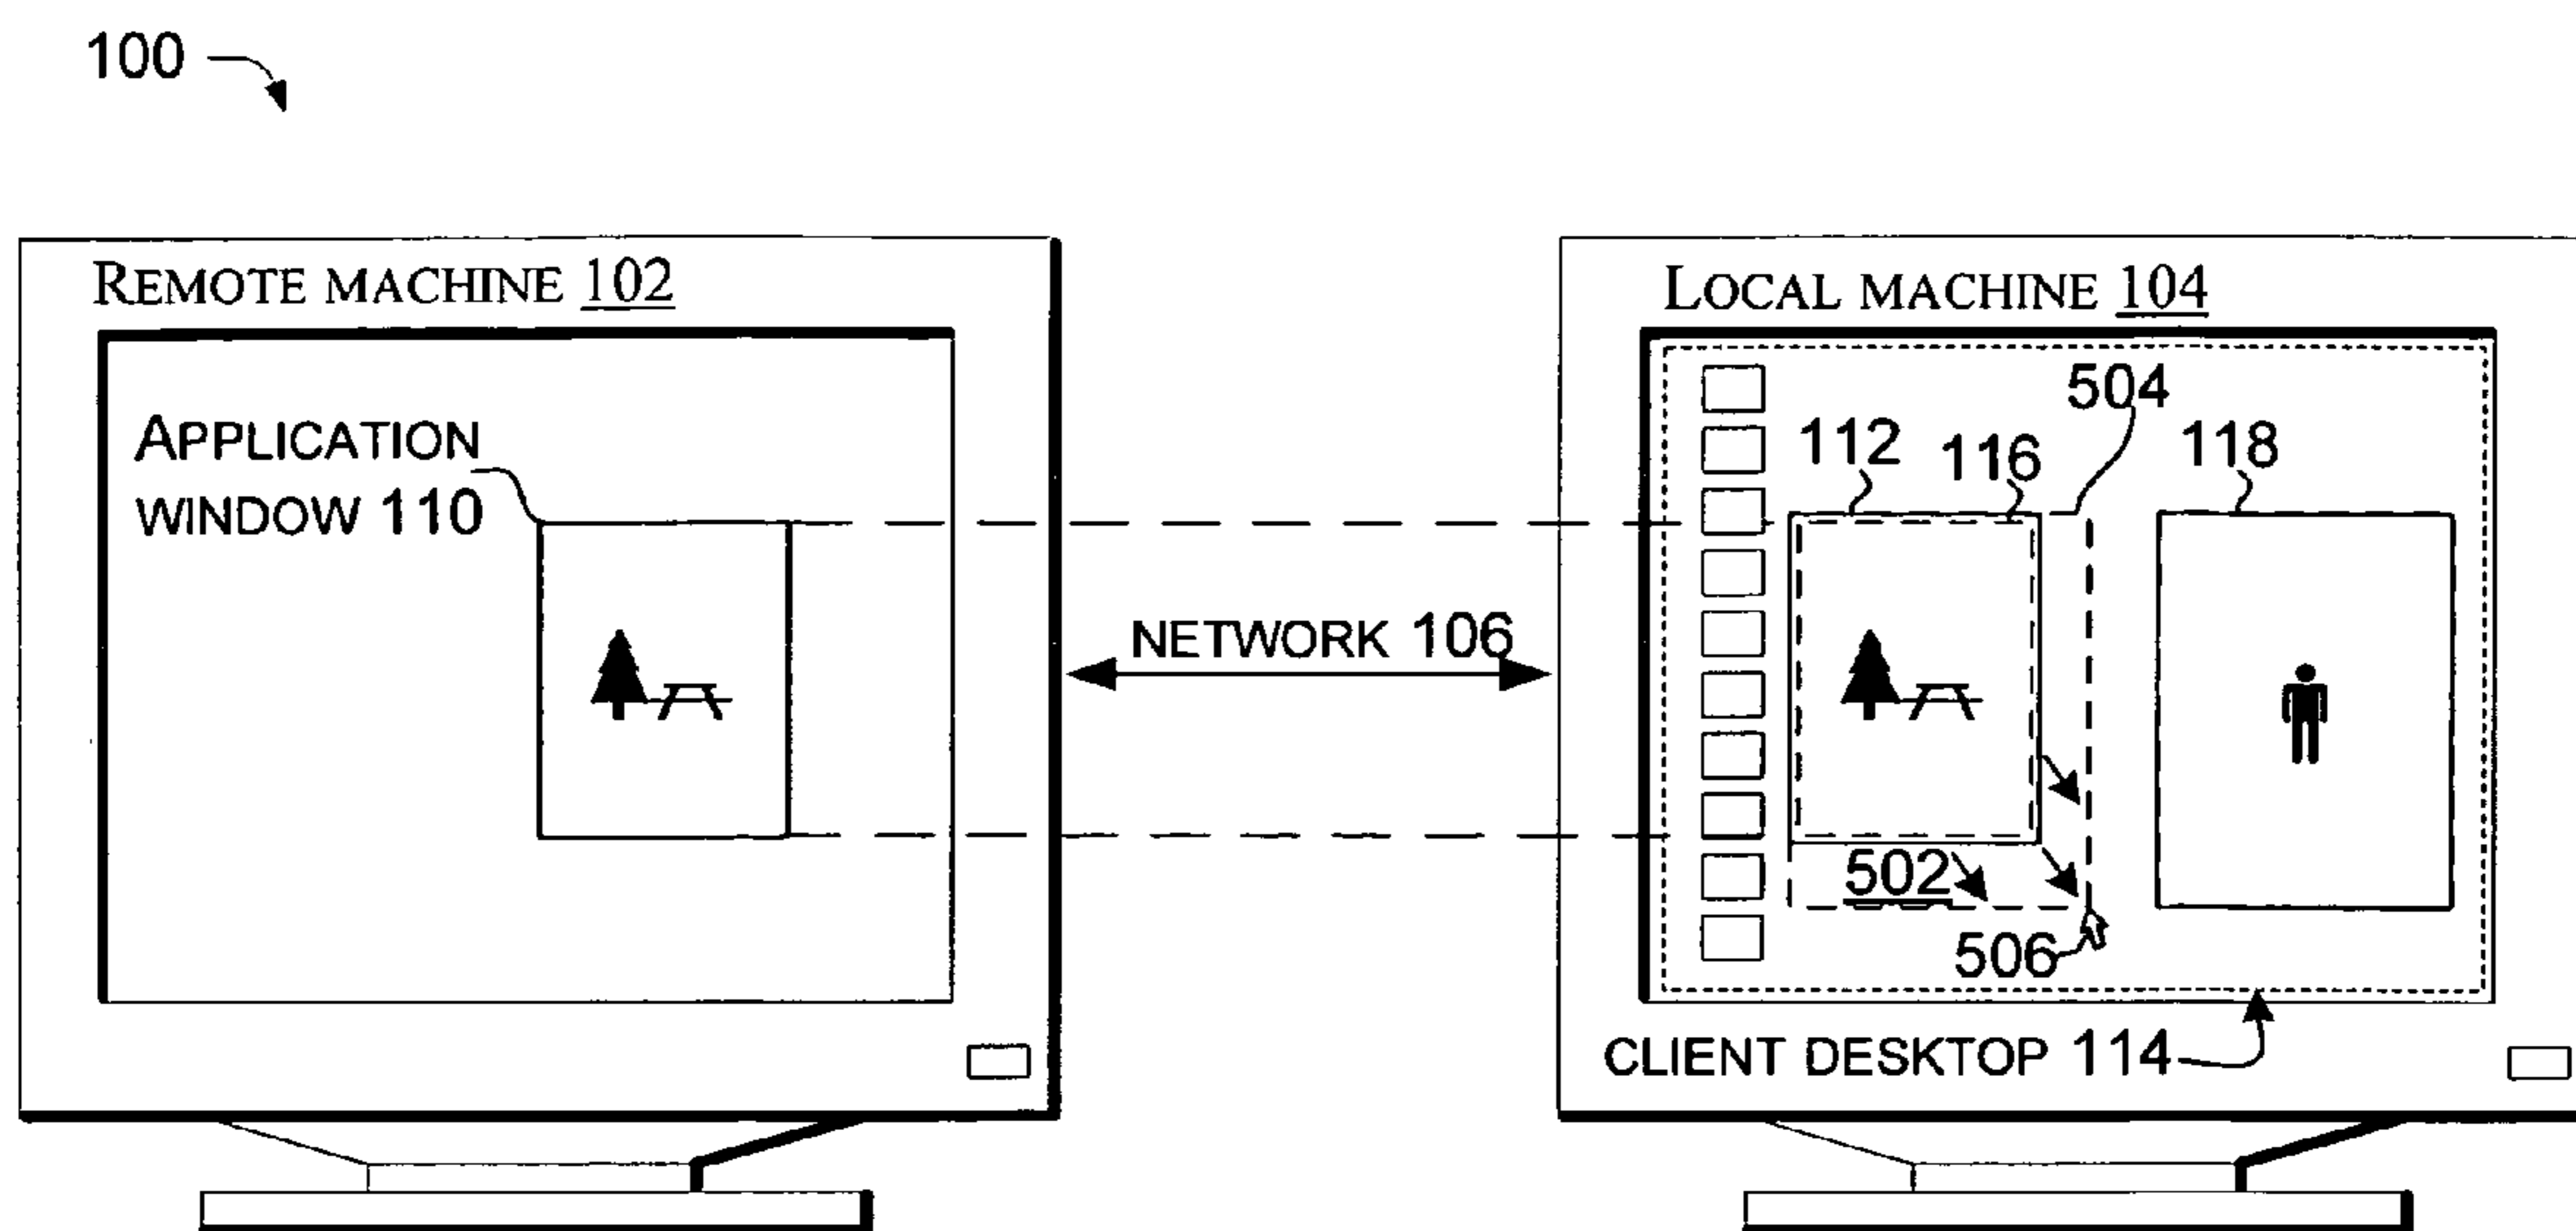 100
REMOTE MACHINE 102
APPLICATION
WINDOW 110
NETWORK 106
LOCAL MACHINE 104
504
112
116
118
502
506
CLIENT DESKTOP 114